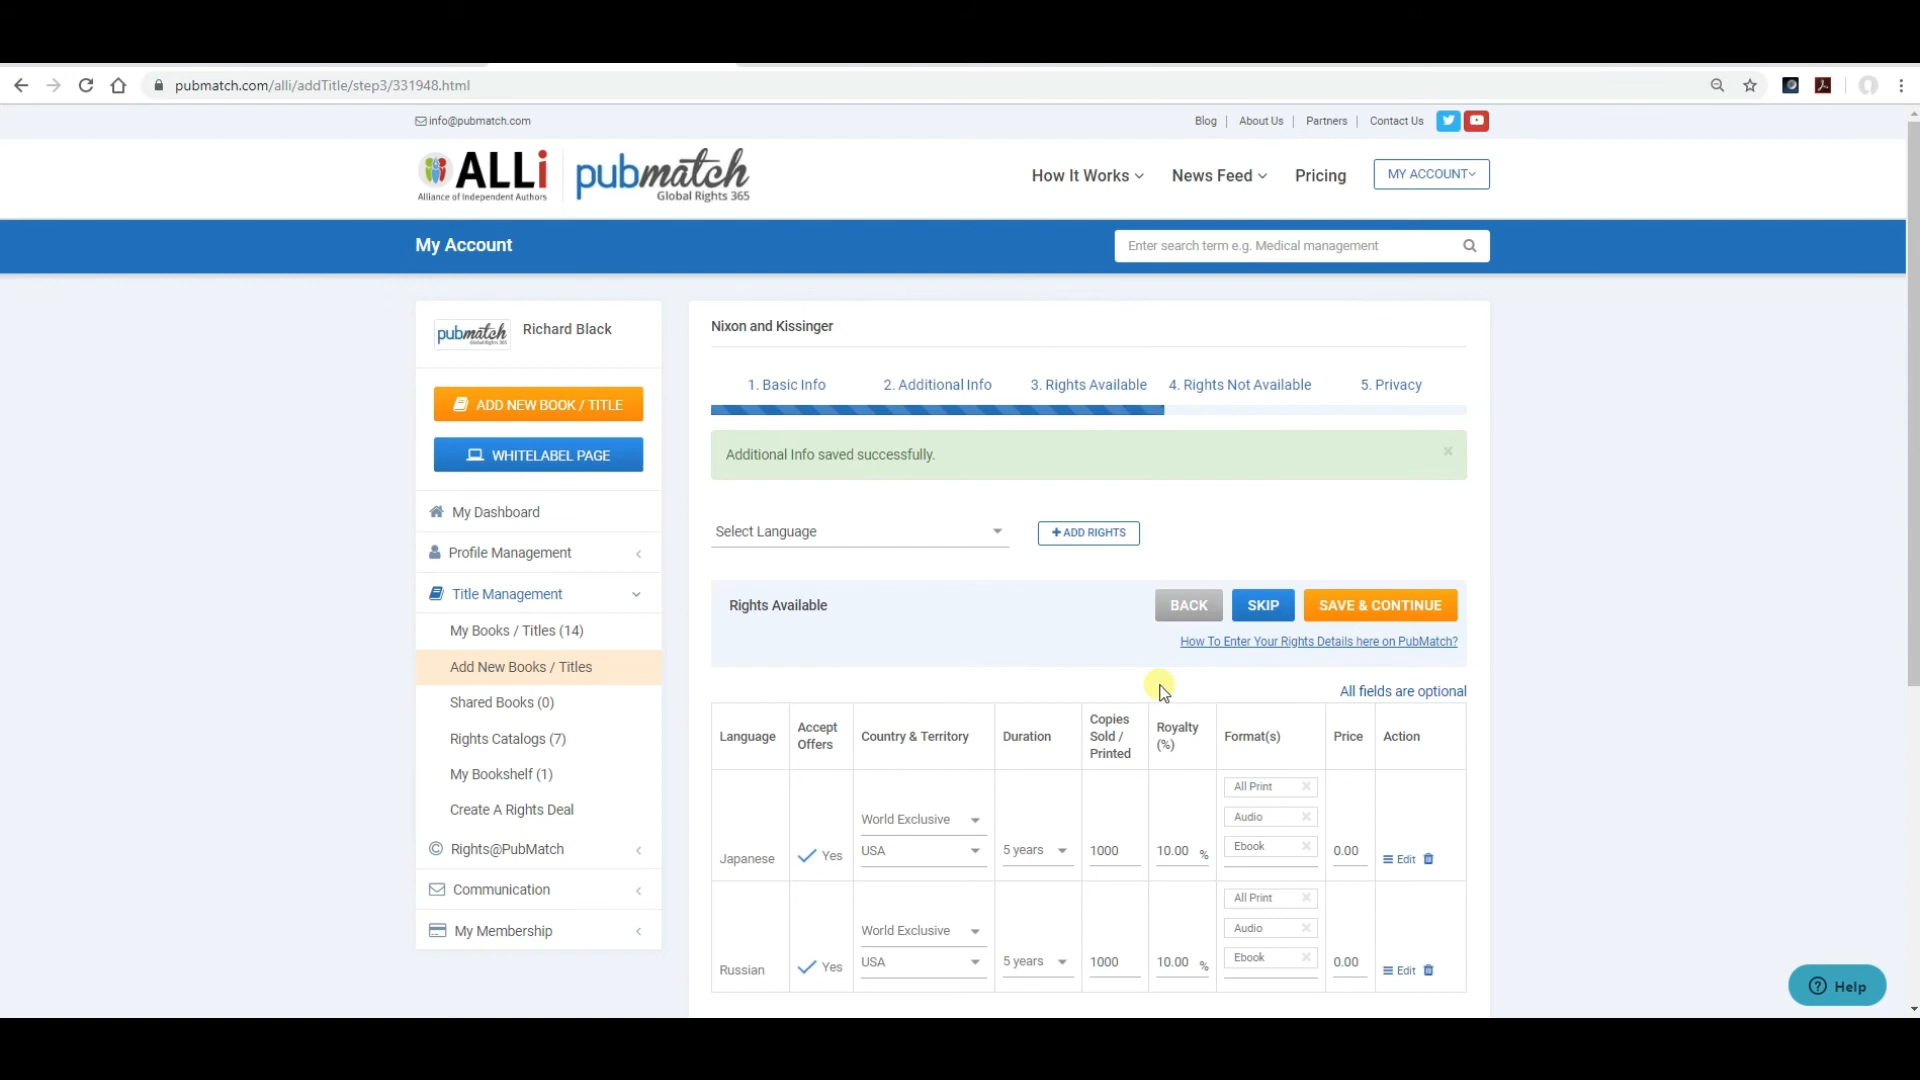 pubmatch.com/alli/addTitle/step3/331948.html
info@pubmatch.com
Blog | About Us | Partners | Contact Us
ALLi
Alliance of Independent Authors
pubmatch
Global Rights 365
How It Works
News Feed
Pricing
MY ACCOUNT
My Account
Enter search term e.g. Medical management
pubmatch
Richard Black
ADD NEW BOOK / TITLE
WHITELABEL PAGE
My Dashboard
Profile Management
Title Management
My Books / Titles (14)
Add New Books / Titles
Shared Books (0)
Rights Catalogs (7)
My Bookshelf (1)
Create A Rights Deal
Rights@PubMatch
Communication
My Membership
Nixon and Kissinger
1. Basic Info
2. Additional Info
3. Rights Available
4. Rights Not Available
5. Privacy
Additional Info saved successfully.
×
Select Language
+ADD RIGHTS
Rights Available
BACK
SKIP
SAVE & CONTINUE
How To Enter Your Rights Details here on PubMatch?
All fields are optional
Language
Accept
Offers
Country & Territory
Duration
Copies
Sold /
Printed
Royalty
(%)
Format(s)
Price
Action
Japanese
Yes
World Exclusive
USA
5 years
1000
10.00 %
All Print ×
Audio ×
Ebook ×
0.00
Edit
Russian
Yes
World Exclusive
USA
5 years
1000
10.00 %
All Print ×
Audio ×
Ebook ×
0.00
Edit
Help